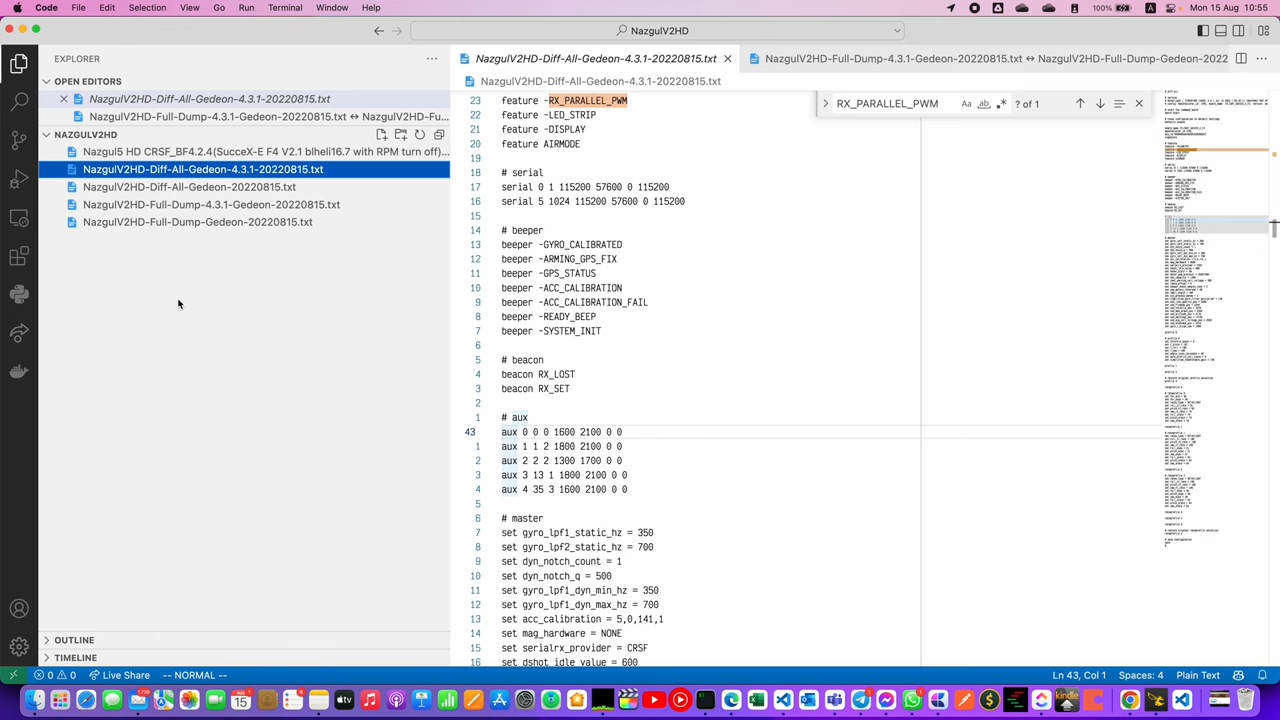 Code File Edit Selection View Go Run Terminal Window Help 100% A Mon 15 Aug 10:55
NazgulV2HD
EXPLORER
OPEN EDITORS
NazgulV2HD-Diff-All-Gedeon-4.3.1-20220815.txt
NazgulV2HD-Full-Dump-4.3.1-Gedeon-20220815.txt ↔ NazgulV2HD-Fu...
NAZGULV2HD
Nazgul5 HD CRSF_BF4.2.4(SucceX-E F4 V2.1 with 16.7 with RPM turn off)...
NazgulV2HD-Diff-All-Gedeon-4.3.1-20220815.txt
NazgulV2HD-Diff-All-Gedeon-20220815.txt
NazgulV2HD-Full-Dump-4.3.1-Gedeon-20220815.txt
NazgulV2HD-Full-Dump-Gedeon-20220815.txt
OUTLINE
TIMELINE
NazgulV2HD-Diff-All-Gedeon-4.3.1-20220815.txt
NazgulV2HD-Full-Dump-4.3.1-Gedeon-20220815.txt ↔ NazgulV2HD-Full-Dump-Gedeon-2022
NazgulV2HD-Diff-All-Gedeon-4.3.1-20220815.txt
RX_PARALLEL_PWM Aa ab .* ? of 1
23 feature -RX_PARALLEL_PWM
22 feature -LED_STRIP
21 feature -DISPLAY
20 feature AIRMODE
19
18 # serial
17 serial 0 1 115200 57600 0 115200
16 serial 5 1024 115200 57600 0 115200
15
14 # beeper
13 beeper -GYRO_CALIBRATED
12 beeper -ARMING_GPS_FIX
11 beeper -GPS_STATUS
10 beeper -ACC_CALIBRATION
9 beeper -ACC_CALIBRATION_FAIL
8 beeper -READY_BEEP
7 beeper -SYSTEM_INIT
6
5 # beacon
4 beacon RX_LOST
3 beacon RX_SET
2
1 # aux
43 aux 0 0 0 1600 2100 0 0
1 aux 1 1 2 1800 2100 0 0
2 aux 2 2 2 1300 1700 0 0
3 aux 3 13 1 1300 2100 0 0
4 aux 4 35 3 1600 2100 0 0
5
6 # master
7 set gyro_lpf1_static_hz = 350
8 set gyro_lpf2_static_hz = 700
9 set dyn_notch_count = 1
10 set dyn_notch_q = 500
11 set gyro_lpf1_dyn_min_hz = 350
12 set gyro_lpf1_dyn_max_hz = 700
13 set acc_calibration = 5,0,141,1
14 set mag_hardware = NONE
15 set serialrx_provider = CRSF
16 set dshot_idle_value = 600
0 0 Live Share -- NORMAL -- Ln 43, Col 1 Spaces: 4 Plain Text